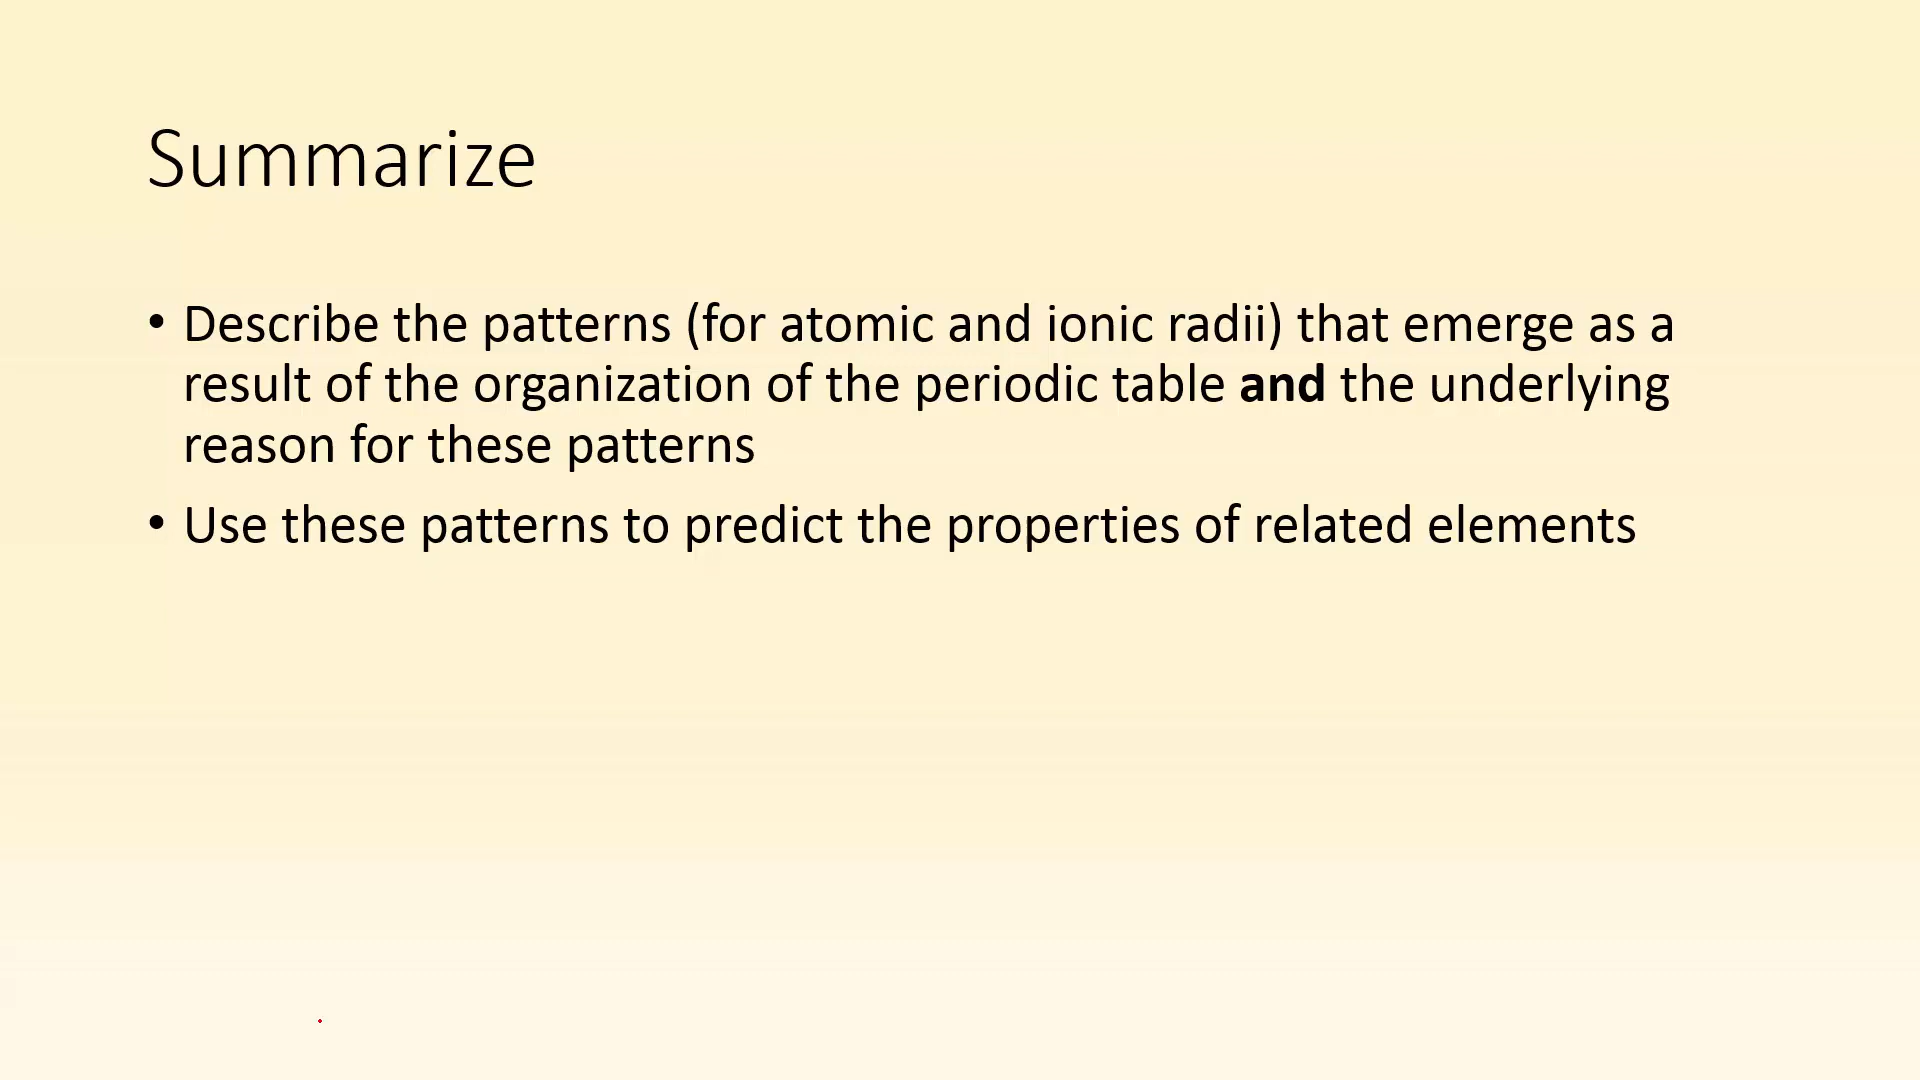 Summarize
• Describe the patterns (for atomic and ionic radii) that emerge as a
result of the organization of the periodic table and the underlying
reason for these patterns
• Use these patterns to predict the properties of related elements